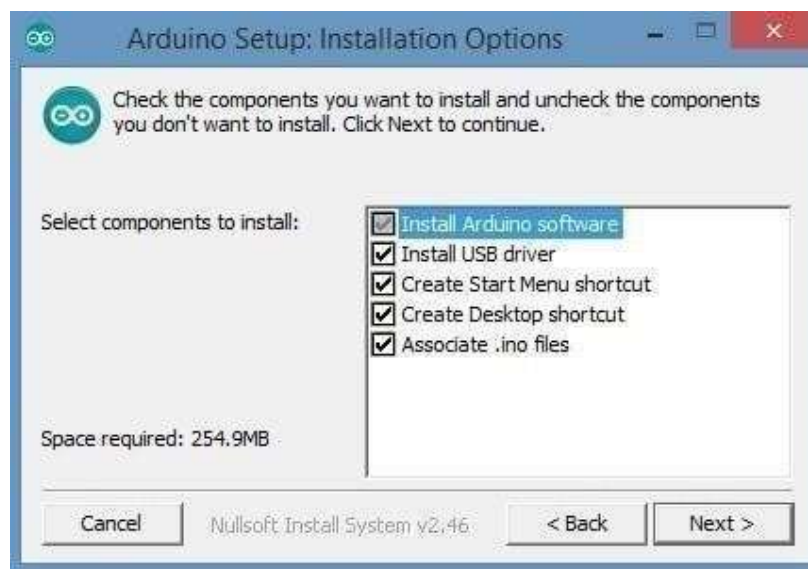 Arduino Setup: Installation Options
Check the components you want to install and uncheck the components
you don't want to install. Click Next to continue.
Select components to install:
Install Arduino software
Install USB driver
Create Start Menu shortcut
Create Desktop shortcut
Associate .ino files
Space required: 254.9MB
Cancel
Nullsoft Install System v2.46
< Back
Next >